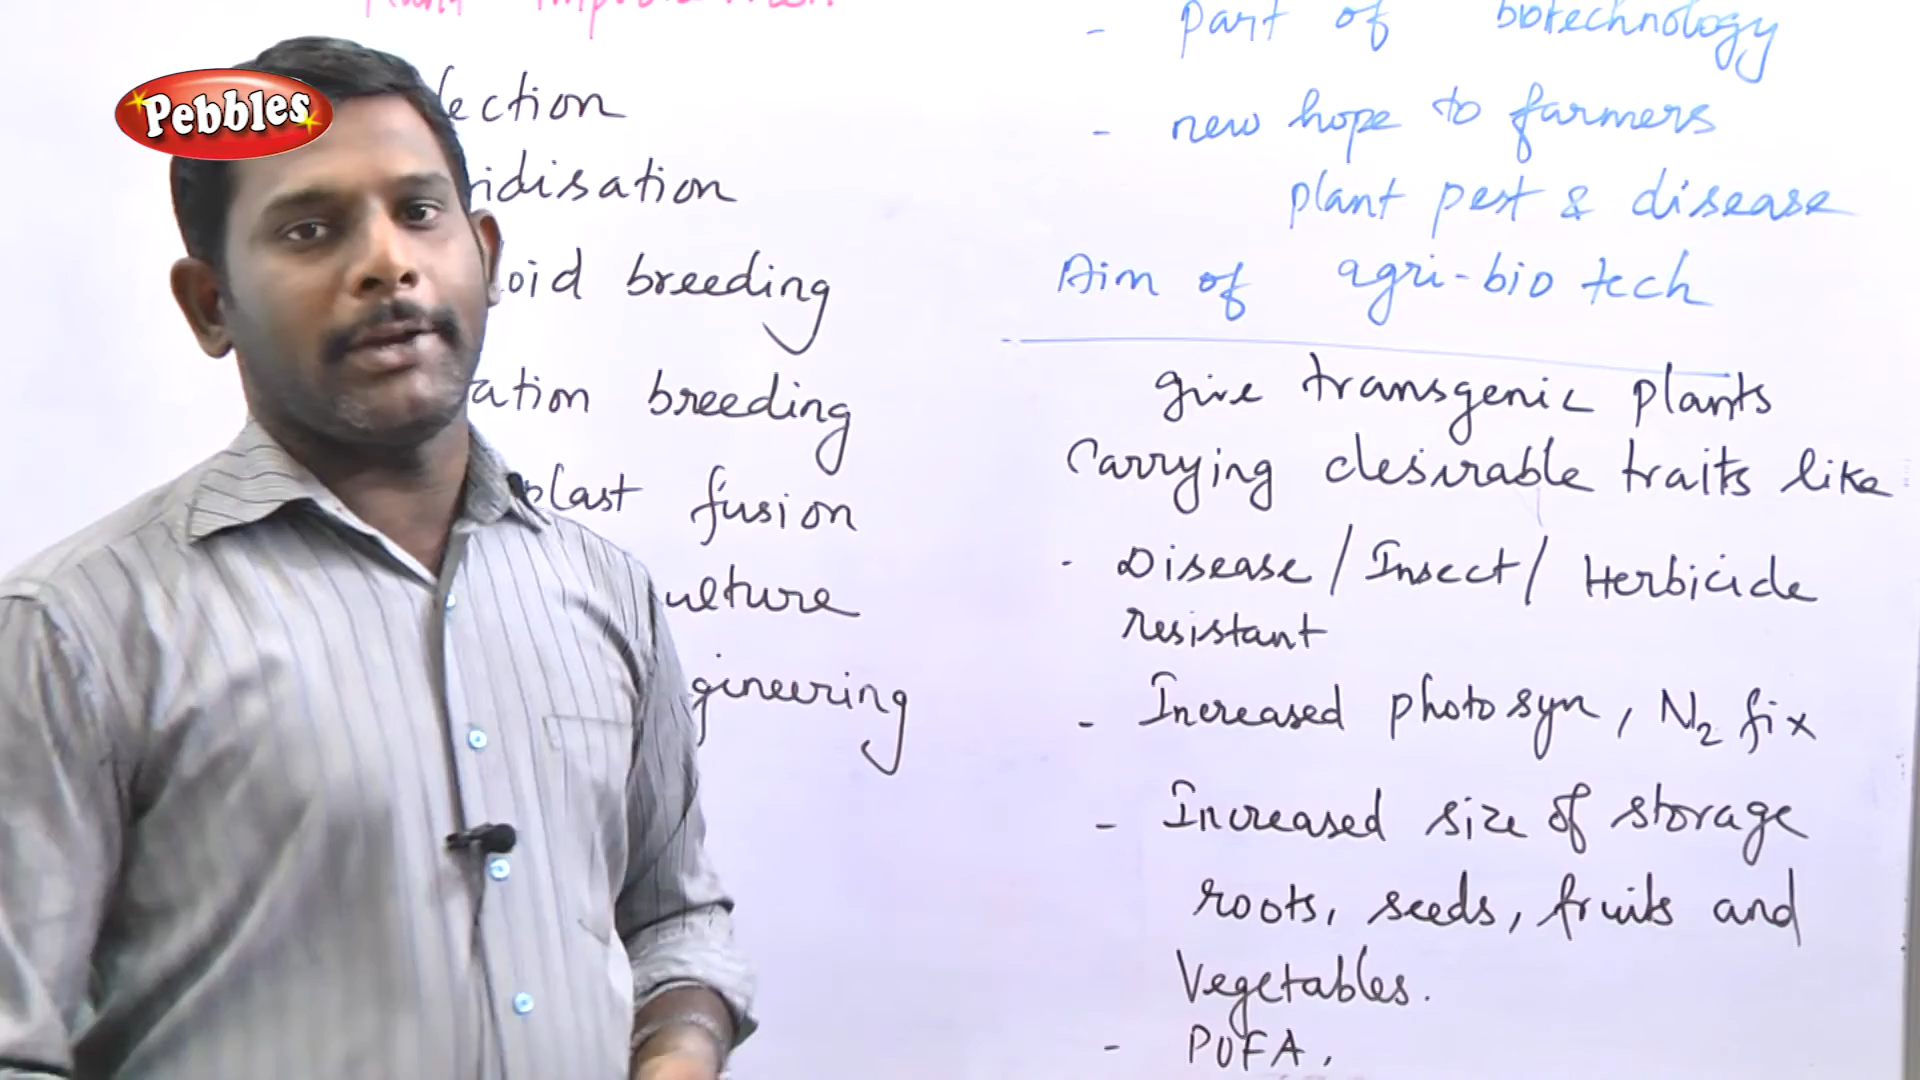 Pebbles
lection
ridisation
loid breeding
ation breeding
plast fusion
ulture
gineering
- part of biotechnology
- new hope to farmers
plant pest & disease
Aim of agri-bio tech
give transgenic plants
Carrying desirable traits like
- Disease / Insect / Herbicide
resistant
- Increased photosyn, N2 fix
- Increased size of storage
roots, seeds, fruits and
Vegetables.
- PUFA,